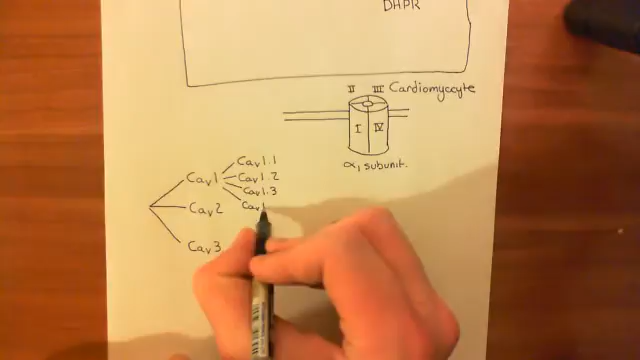 DHPR
II III Cardiomyocyte
I IV
α₁ subunit.
Cav1.1
Cav1 Cav1.2
Cav1.3
Cav1
Cav2
Cav3